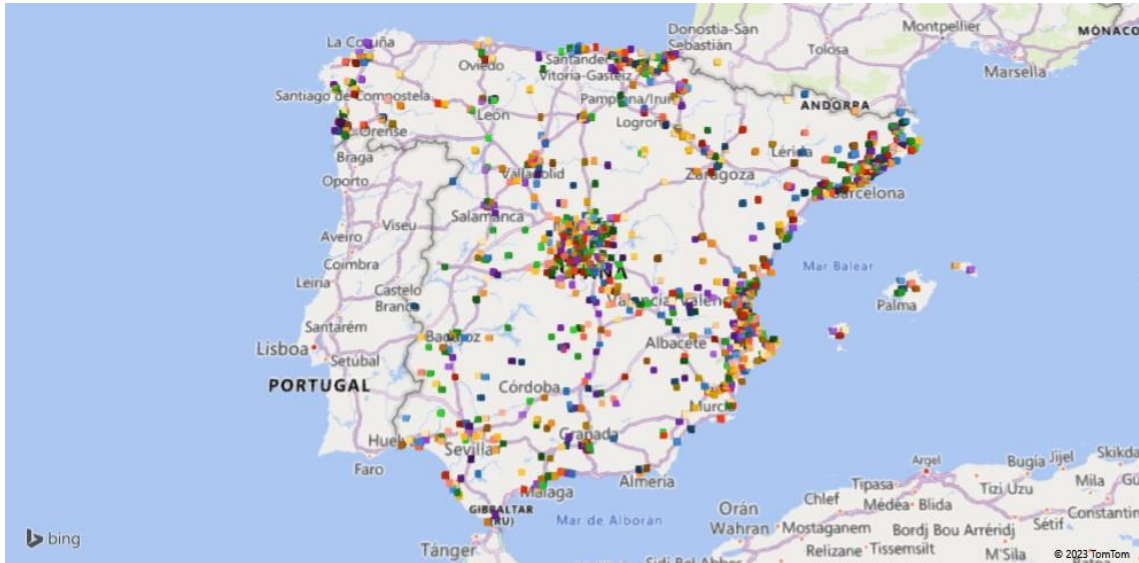 Donostia-San
Sebastián
Montpellier
MÓNACO
La Coruña
Tolosa
Marsella
Oviedo
Santander
Vitoria-Gasteiz
Santiago de Compostela
León
Pamplona/Irun
ANDORRA
Orense
Logroño
Lérida
Braga
Valladolid
Zaragoza
Barcelona
Oporto
Salamanca
Viseu
Aveiro
Coimbra
Mar Balear
Leiria
Castelo
Branco
Valencia/València
Palma
Santarém
Lisboa
Badajoz
Albacete
Setúbal
PORTUGAL
Córdoba
Murcia
Huelva
Sevilla
Granada
Faro
Almería
Málaga
Argel
Bugía
Jijel
Skikda
Tipasa
Tizi Uzu
Mila
Chlef
Médéa
Blida
GIBRALTAR
(RU)
Mar de Alborán
Orán
Wahran
Mostaganem
Bordj Bou Arréridj
Sétif
Constantin
Tánger
Relizane
Tissemsilt
M'Sila
bing
© 2023 TomTom